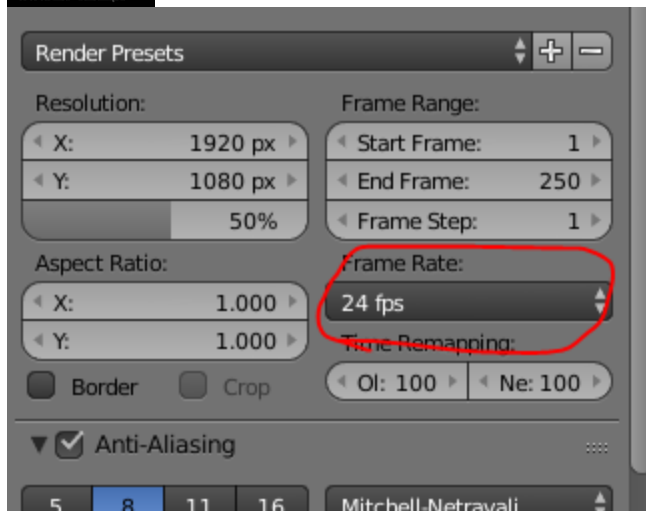 Render Presets
Resolution:
X: 1920 px
Y: 1080 px
50%
Aspect Ratio:
X: 1.000
Y: 1.000
Border Crop
Frame Range:
Start Frame: 1
End Frame: 250
Frame Step: 1
Frame Rate:
24 fps
Time Remapping:
Ol: 100 Ne: 100
Anti-Aliasing
5 8 11 16 Mitchell-Netravali